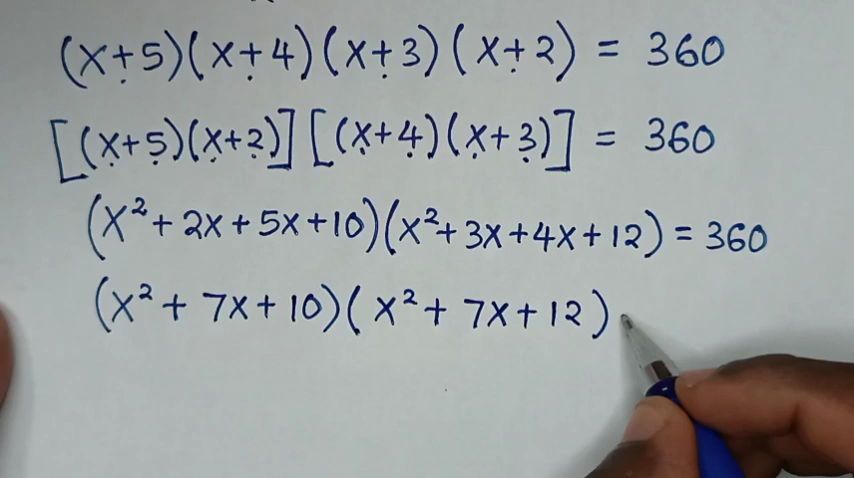 (x+5)(x+4)(x+3)(x+2) = 360
[(x+5)(x+2)][(x+4)(x+3)] = 360
(x²+2x+5x+10)(x²+3x+4x+12) = 360
(x²+7x+10)(x²+7x+12)